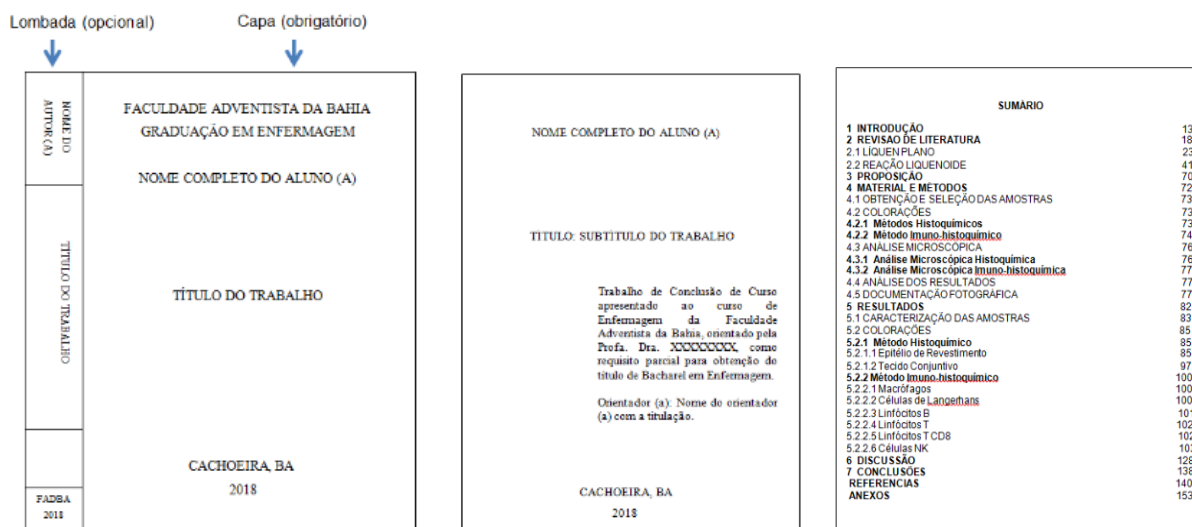 Lombada (opcional)
Capa (obrigatório)
NOME DO
AUTOR(A)
TITULO DO TRABALHO
FADBA
2018
FACULDADE ADVENTISTA DA BAHIA
GRADUAÇÃO EM ENFERMAGEM
NOME COMPLETO DO ALUNO (A)
TÍTULO DO TRABALHO
CACHOEIRA, BA
2018
NOME COMPLETO DO ALUNO (A)
TITULO: SUBTITULO DO TRABALHO
Trabalho de Conclusão de Curso
apresentado ao curso de
Enfermagem da Faculdade
Adventista da Bahia, orientado pela
Profa. Dra. XXXXXXXXX, como
requisito parcial para obtenção do
título de Bacharel em Enfermagem.
Orientador (a): Nome do orientador
(a) com a titulação.
CACHOEIRA, BA
2018
SUMÁRIO
1 INTRODUÇÃO 13
2 REVISAO DE LITERATURA 18
2.1 LÍQUEN PLANO 23
2.2 REAÇÃO LIQUENOIDE 41
3 PROPOSIÇÃO 70
4 MATERIAL E MÉTODOS 72
4.1 OBTENÇÃO E SELEÇÃO DAS AMOSTRAS 73
4.2 COLORAÇÕES 73
4.2.1 Métodos Histoquímicos 73
4.2.2 Método Imuno-histoquímico 74
4.3 ANÁLISE MICROSCÓPICA 76
4.3.1 Análise Microscópica Histoquímica 76
4.3.2 Análise Microscópica Imuno-histoquímica 77
4.4 ANÁLISE DOS RESULTADOS 77
4.5 DOCUMENTAÇÃO FOTOGRÁFICA 77
5 RESULTADOS 82
5.1 CARACTERIZAÇÃO DAS AMOSTRAS 83
5.2 COLORAÇÕES 85
5.2.1 Método Histoquímico 85
5.2.1.1 Epitélio de Revestimento 85
5.2.1.2 Tecido Conjuntivo 97
5.2.2 Método Imuno-histoquímico 100
5.2.2.1 Macrófagos 100
5.2.2.2 Células de Langerhans 100
5.2.2.3 Linfócitos B 101
5.2.2.4 Linfócitos T 102
5.2.2.5 Linfócitos T CD8 102
5.2.2.6 Células NK 103
6 DISCUSSÃO 128
7 CONCLUSÕES 138
REFERENCIAS 140
ANEXOS 153